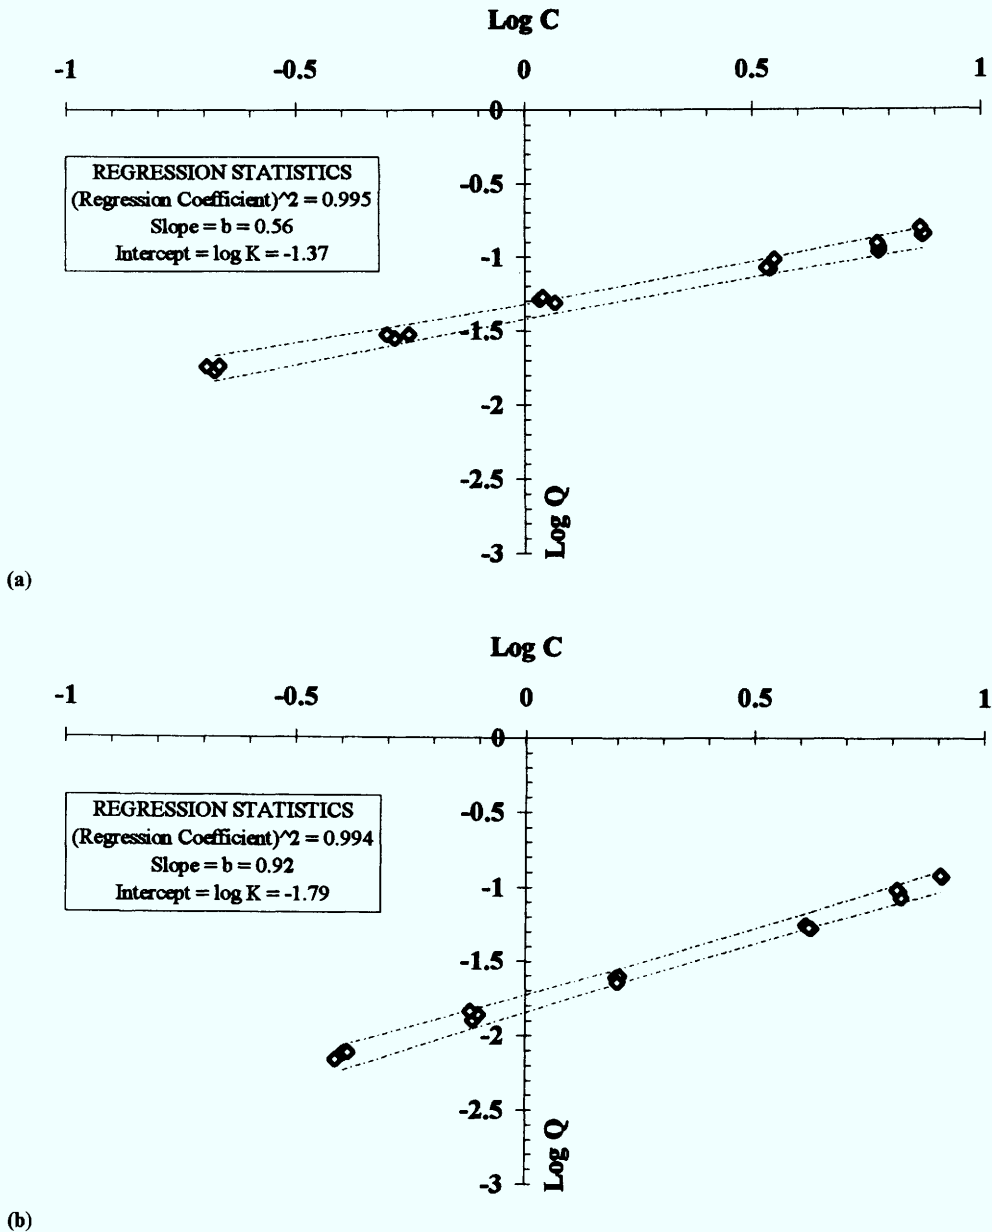 Log C
-1 -0.5 0 0.5 1
0
REGRESSION STATISTICS
(Regression Coefficient)^2 = 0.995
Slope = b = 0.56
Intercept = log K = -1.37
-0.5
-1
-1.5
-2
-2.5
-3
Log Q
(a)
Log C
-1 -0.5 0 0.5 1
0
REGRESSION STATISTICS
(Regression Coefficient)^2 = 0.994
Slope = b = 0.92
Intercept = log K = -1.79
-0.5
-1
-1.5
-2
-2.5
-3
Log Q
(b)